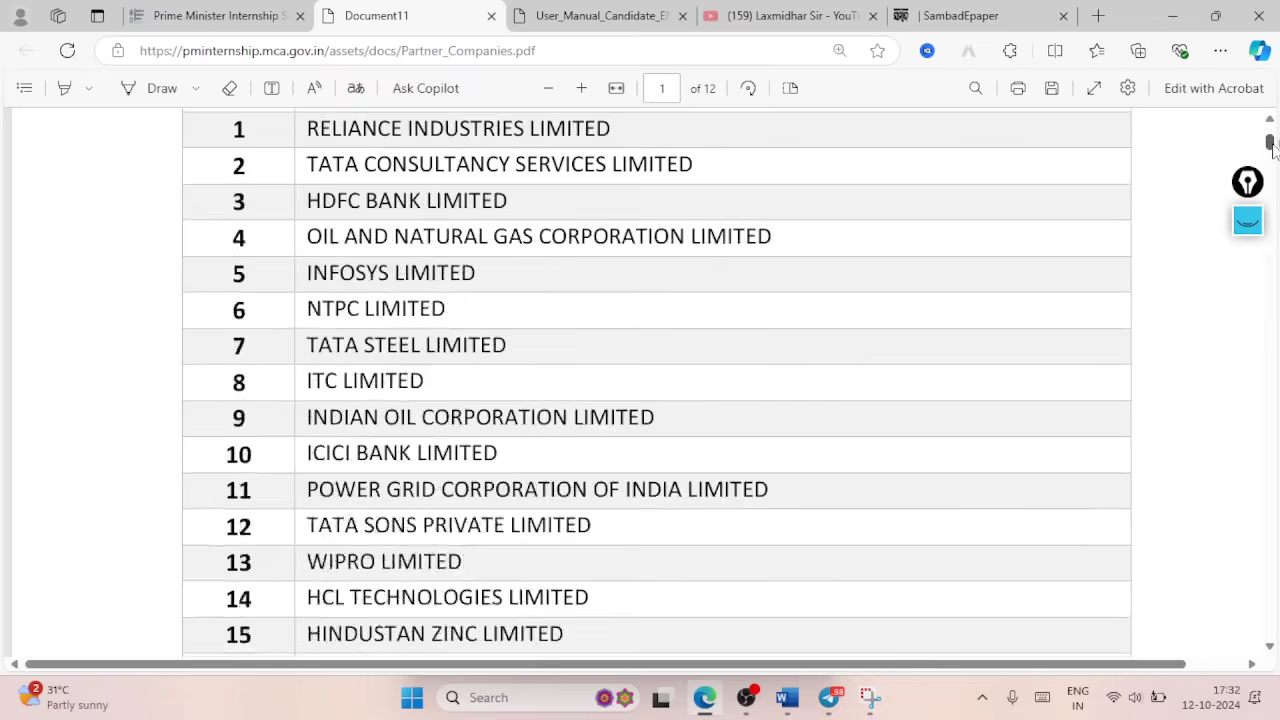 Prime Minister Internship S
Document11
User_Manual_Candidate_Ef
(159) Laxmidhar Sir - YouT
SambadEpaper
https://pminternship.mca.gov.in/assets/docs/Partner_Companies.pdf
Draw
Ask Copilot
1
of 12
Edit with Acrobat
1 RELIANCE INDUSTRIES LIMITED
2 TATA CONSULTANCY SERVICES LIMITED
3 HDFC BANK LIMITED
4 OIL AND NATURAL GAS CORPORATION LIMITED
5 INFOSYS LIMITED
6 NTPC LIMITED
7 TATA STEEL LIMITED
8 ITC LIMITED
9 INDIAN OIL CORPORATION LIMITED
10 ICICI BANK LIMITED
11 POWER GRID CORPORATION OF INDIA LIMITED
12 TATA SONS PRIVATE LIMITED
13 WIPRO LIMITED
14 HCL TECHNOLOGIES LIMITED
15 HINDUSTAN ZINC LIMITED
2
31°C
Partly sunny
Search
98
ENG
IN
17:32
12-10-2024